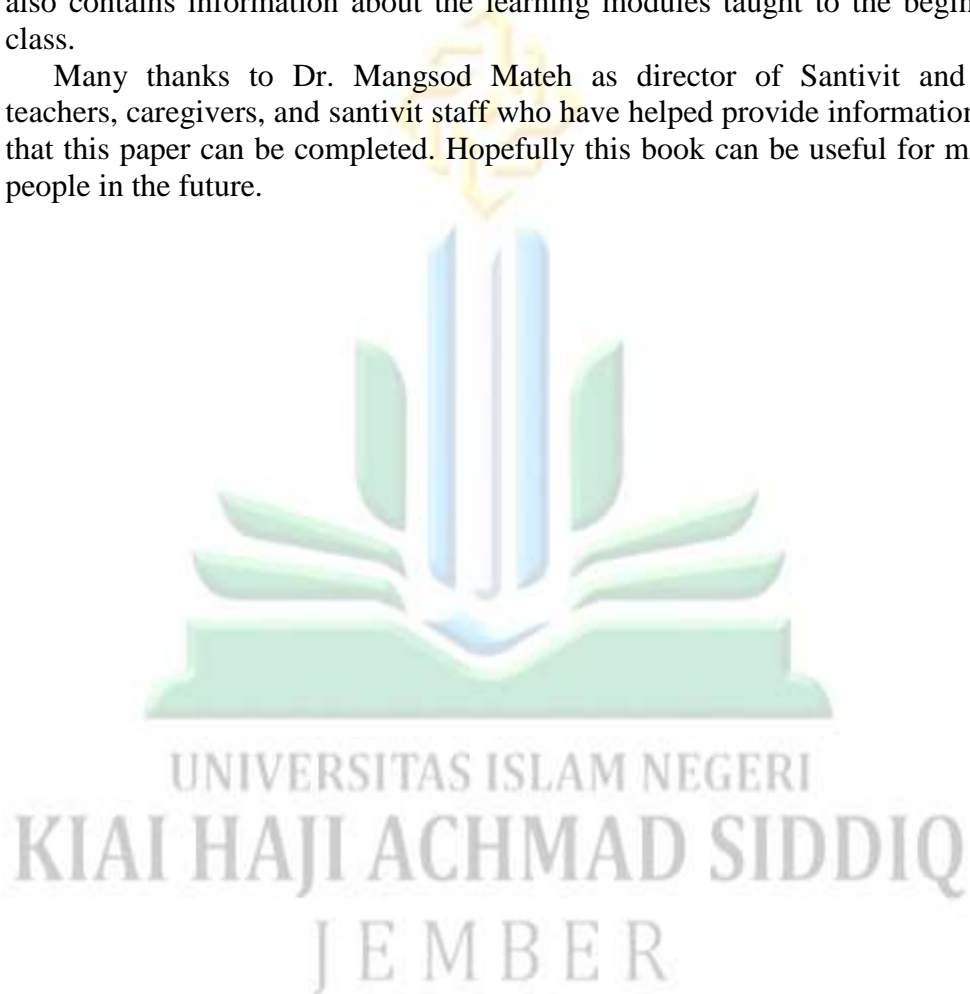 also contains information about the learning modules taught to the begin
class.
Many thanks to Dr. Mangsod Mateh as director of Santivit and
teachers, caregivers, and santivit staff who have helped provide information
that this paper can be completed. Hopefully this book can be useful for m
people in the future.
UNIVERSITAS ISLAM NEGERI
KIAI HAJI ACHMAD SIDDIQ
JEMBER